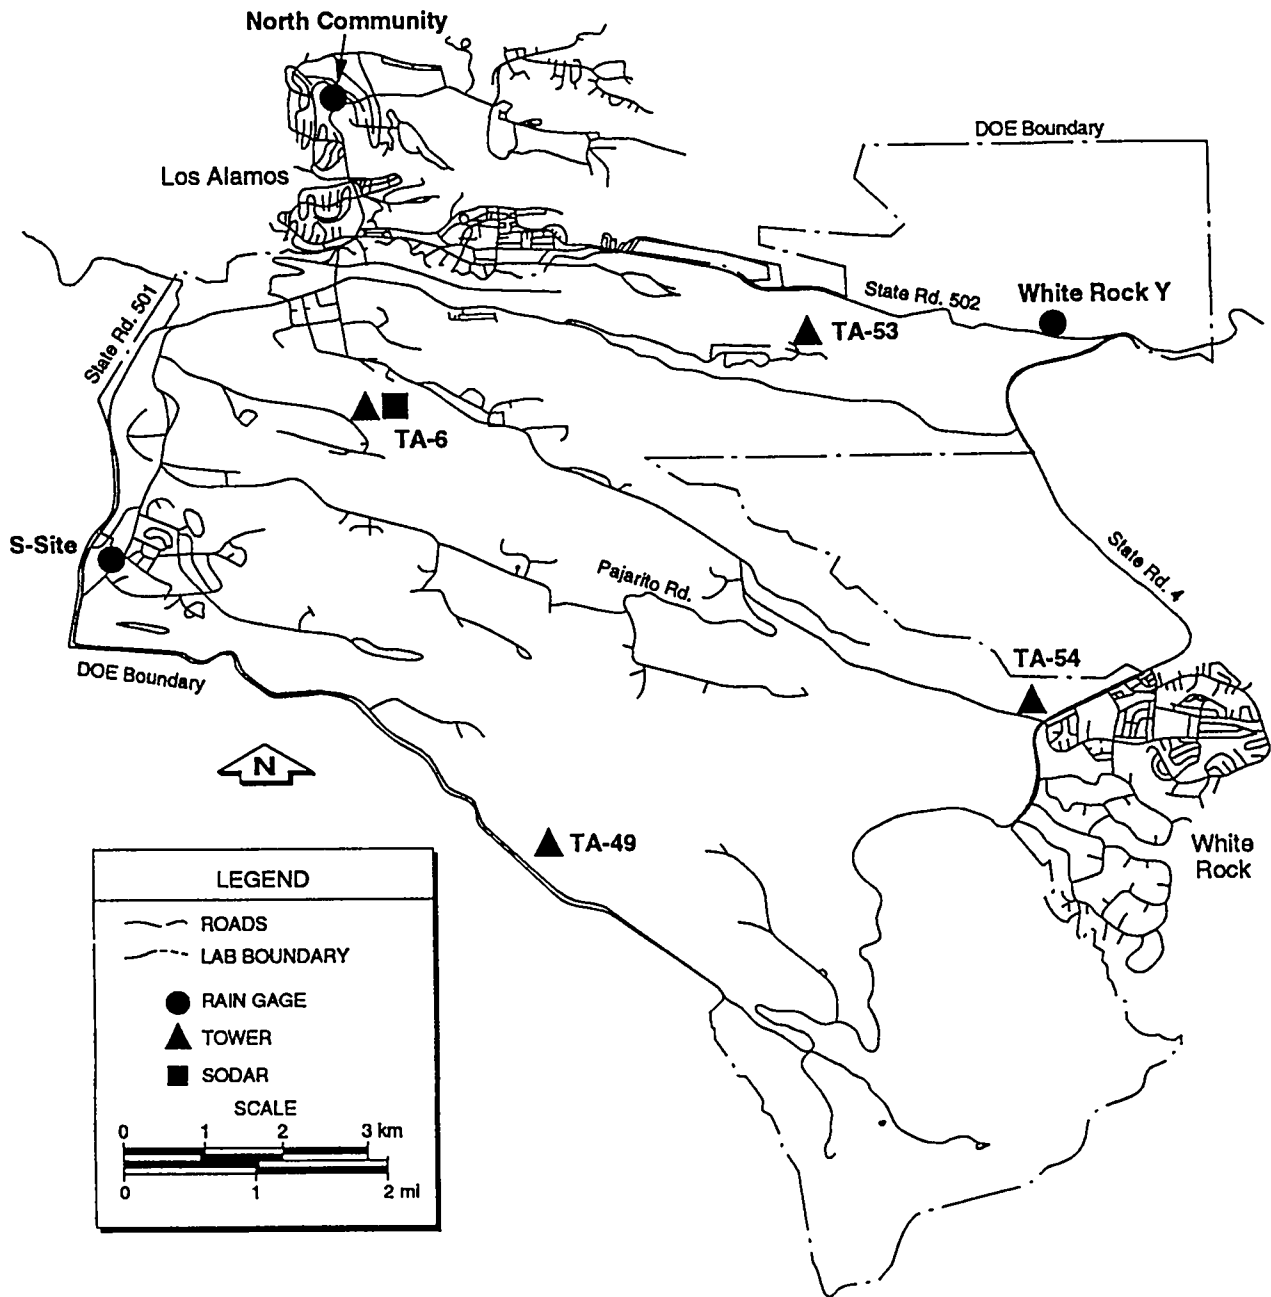 North Community
DOE Boundary
Los Alamos
State Rd. 501
State Rd. 502
White Rock Y
TA-53
TA-6
S-Site
Pajarito Rd.
State Rd. 4
TA-54
DOE Boundary
N
TA-49
White
Rock
LEGEND
ROADS
LAB BOUNDARY
RAIN GAGE
TOWER
SODAR
SCALE
0 1 2 3 km
0 1 2 mi